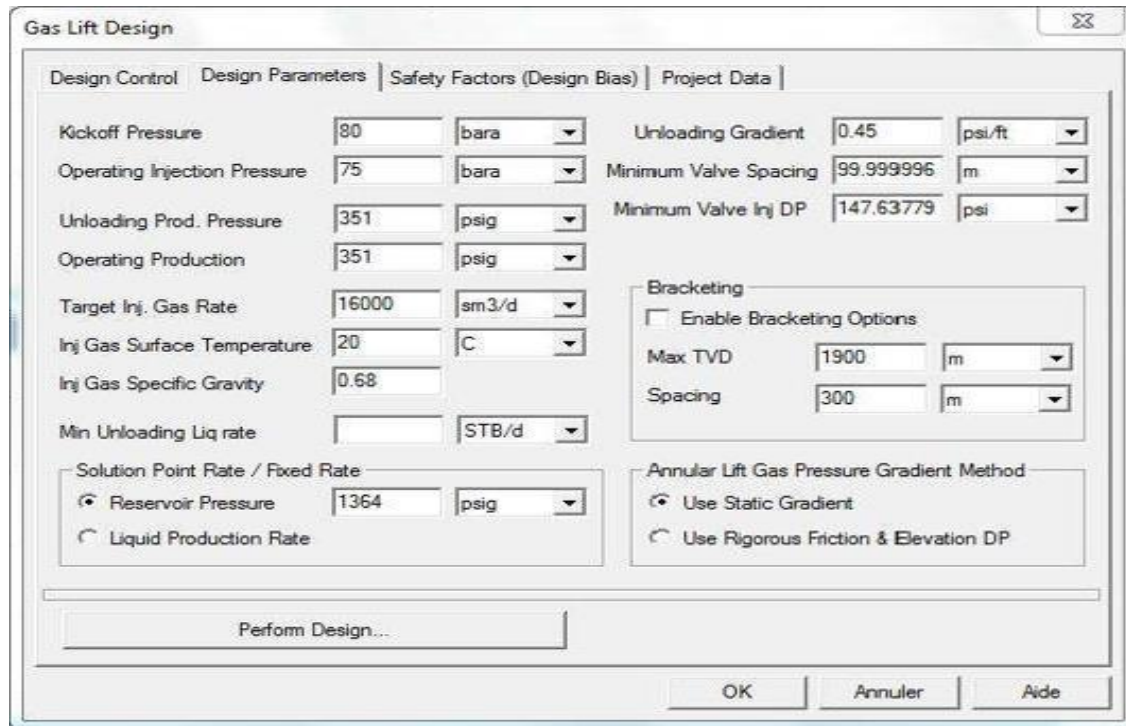 Gas Lift Design
Design Control Design Parameters Safety Factors (Design Bias) Project Data
Kickoff Pressure 80 bara
Operating Injection Pressure 75 bara
Unloading Prod. Pressure 351 psig
Operating Production 351 psig
Target Inj. Gas Rate 16000 sm3/d
Inj Gas Surface Temperature 20 C
Inj Gas Specific Gravity 0.68
Min Unloading Liq rate STB/d
Solution Point Rate / Fixed Rate
Reservoir Pressure 1364 psig
Liquid Production Rate
Unloading Gradient 0.45 psi/ft
Minimum Valve Spacing 99.999996 m
Minimum Valve Inj DP 147.63779 psi
Bracketing
Enable Bracketing Options
Max TVD 1900 m
Spacing 300 m
Annular Lift Gas Pressure Gradient Method
Use Static Gradient
Use Rigorous Friction & Elevation DP
Perform Design...
OK Annuler Aide